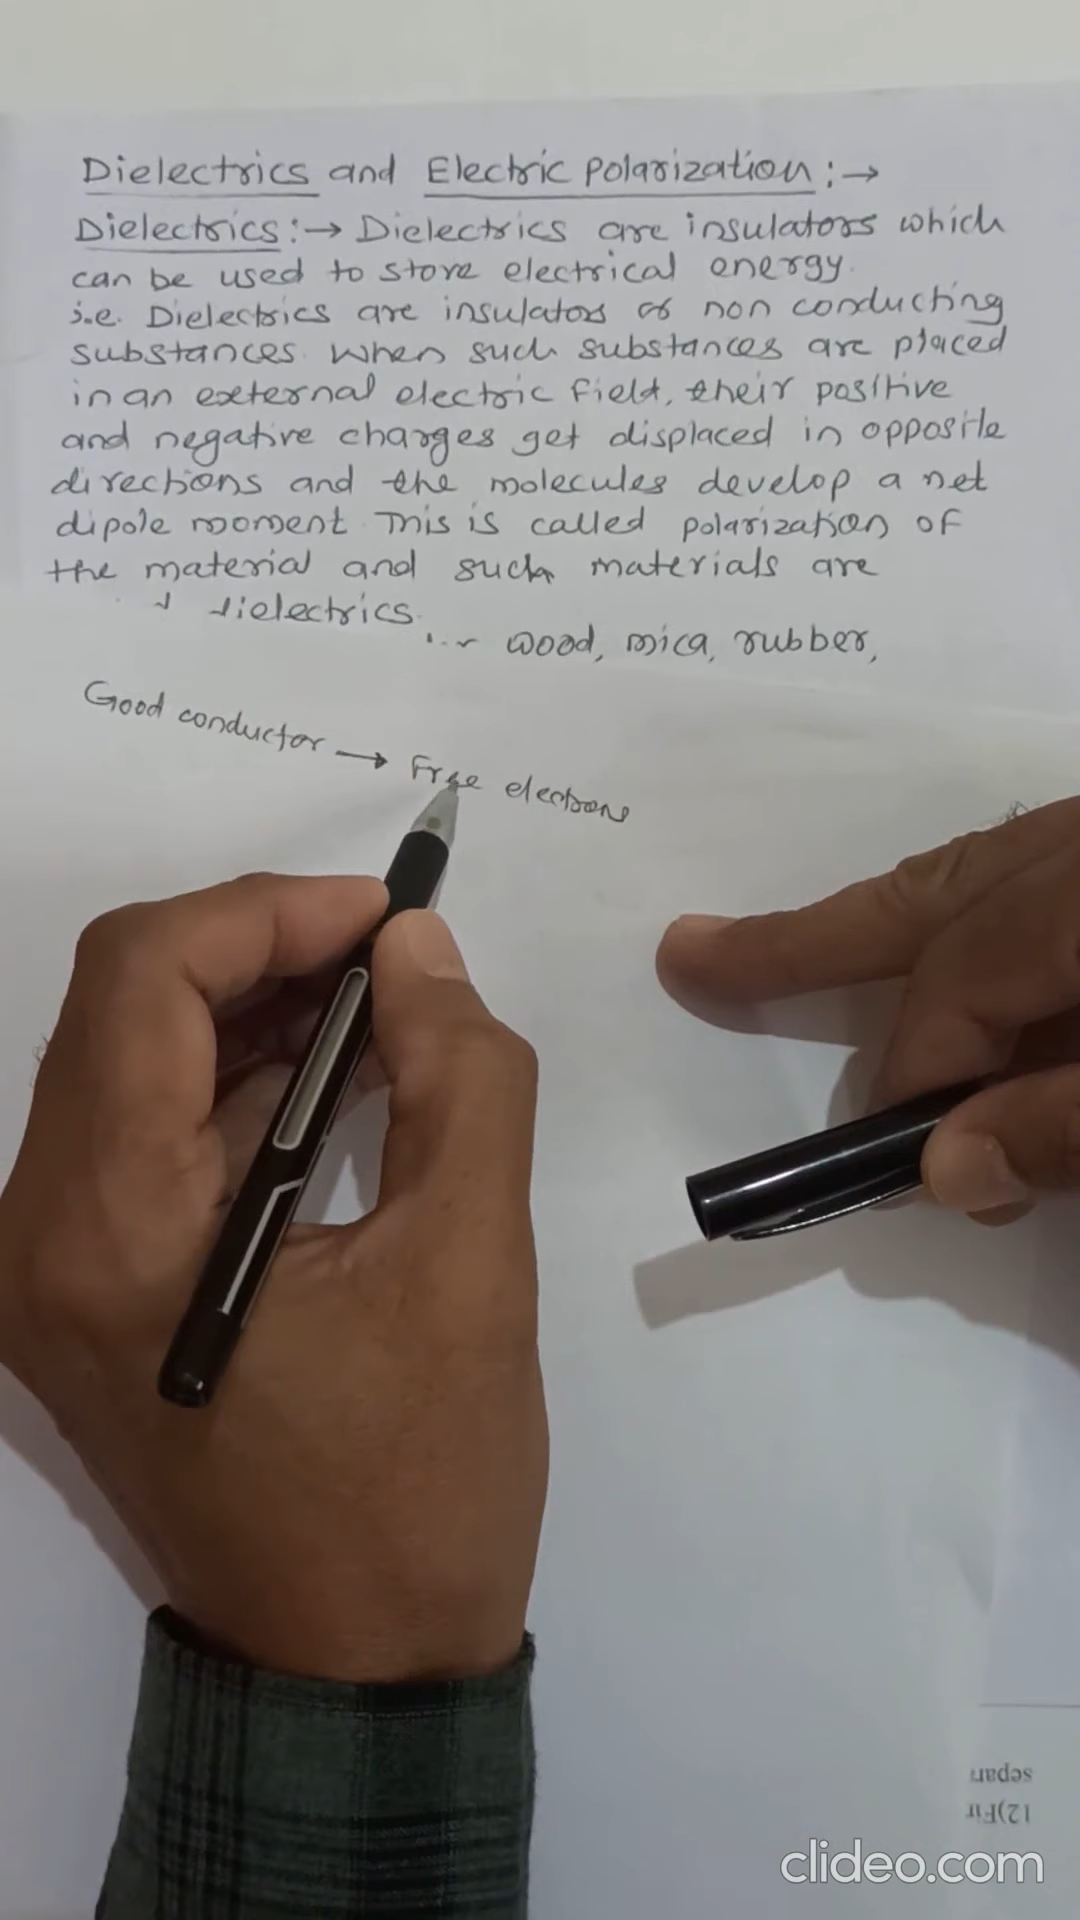 Dielectrics and Electric Polarization :→
Dielectrics :→ Dielectrics are insulators which
can be used to store electrical energy.
i.e. Dielectrics are insulators or non conducting
substances. When such substances are placed
in an external electric field, their positive
and negative charges get displaced in opposite
directions and the molecules develop a net
dipole moment. This is called polarization of
the material and such materials are
dielectrics.
wood, mica, rubber,
Good conductor → Free electrons
separ
12)Fir
clideo.com